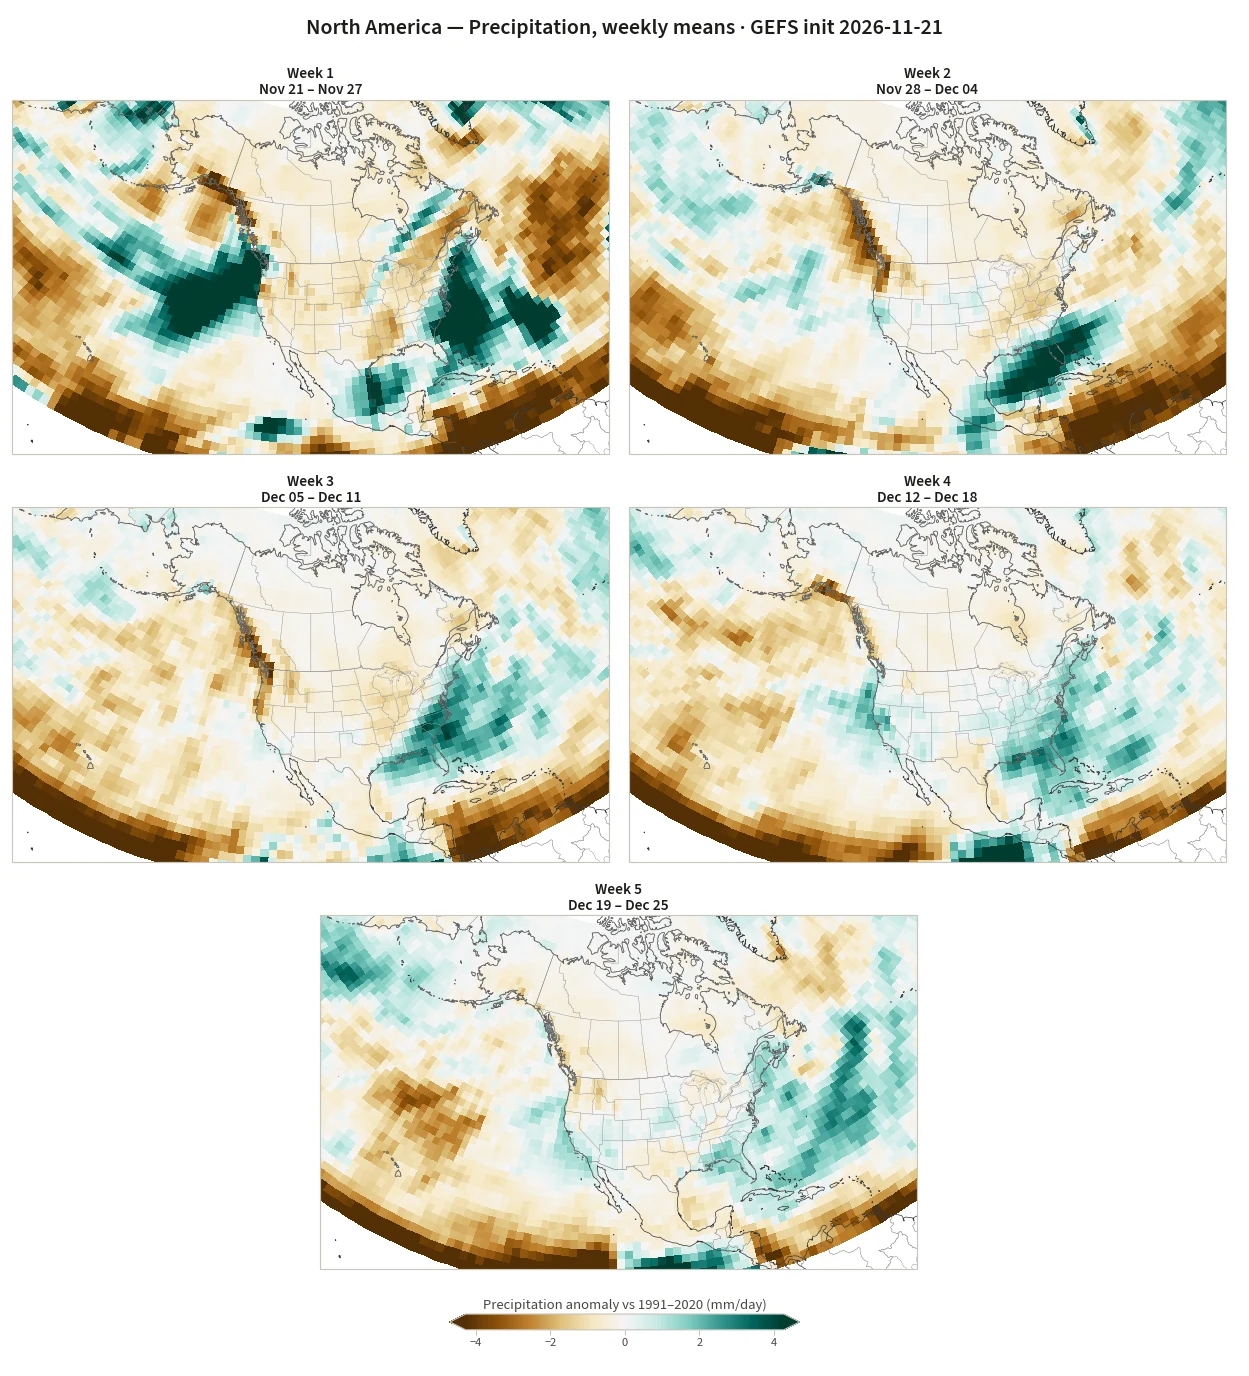 North America — Precipitation, weekly means · GEFS init 2026-11-21
Week 1
Nov 21 – Nov 27
Week 2
Nov 28 – Dec 04
Week 3
Dec 05 – Dec 11
Week 4
Dec 12 – Dec 18
Week 5
Dec 19 – Dec 25
Precipitation anomaly vs 1991–2020 (mm/day)
−4 −2 0 2 4